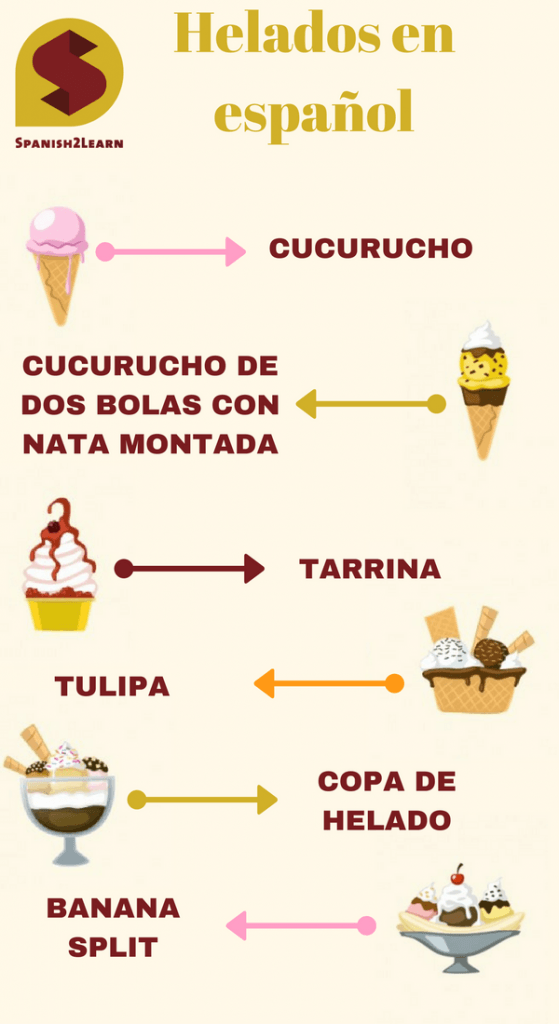 Helados en
español
Spanish2Learn
CUCURUCHO
CUCURUCHO DE
DOS BOLAS CON
NATA MONTADA
TARRINA
TULIPA
COPA DE
HELADO
BANANA
SPLIT